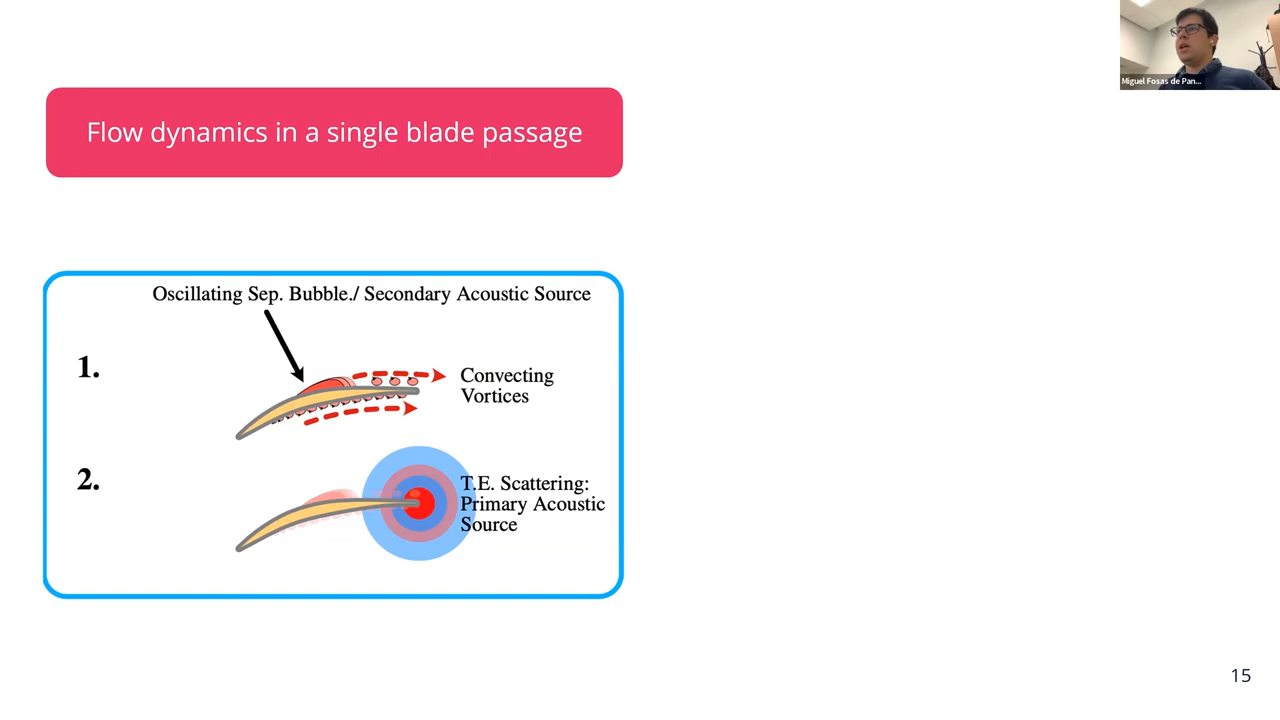 Miguel Fosas de Pan...
Flow dynamics in a single blade passage
Oscillating Sep. Bubble./ Secondary Acoustic Source
1.
Convecting
Vortices
2.
T.E. Scattering:
Primary Acoustic
Source
15